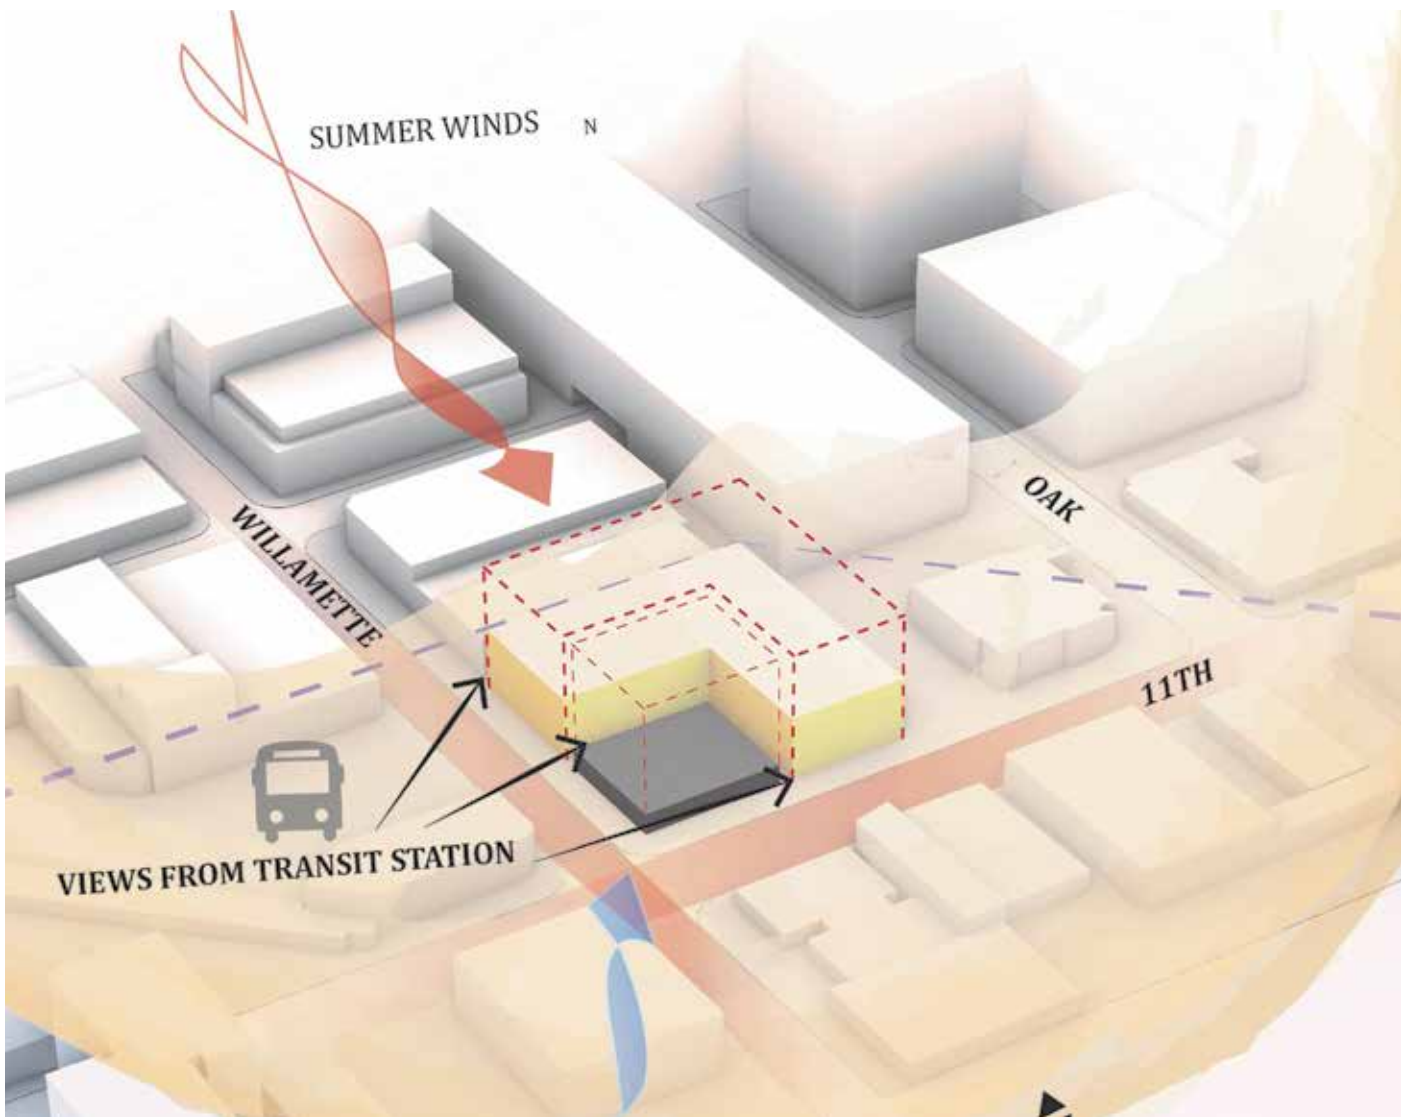 SUMMER WINDS
N
OAK
WILLAMETTE
11TH
VIEWS FROM TRANSIT STATION